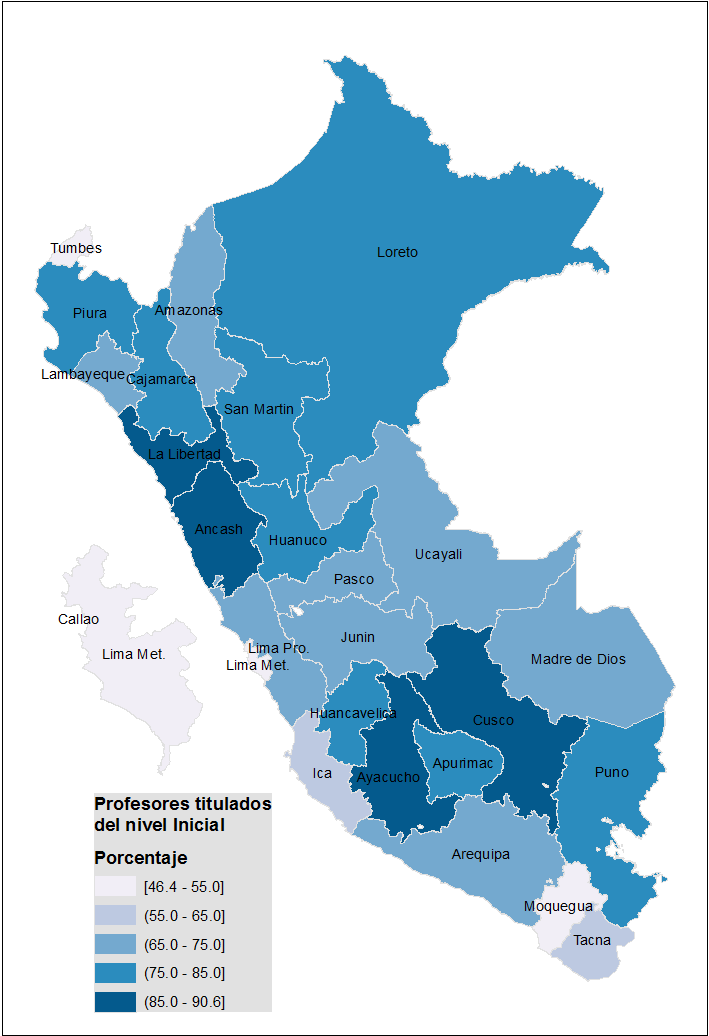 Loreto
Tumbes
Piura
Amazonas
Lambayeque
Cajamarca
San Martin
La Libertad
Ancash
Huanuco
Ucayali
Pasco
Callao
Junin
Lima Pro.
Lima Met.
Lima Met.
Madre de Dios
Huancavelica
Cusco
Ica
Ayacucho
Apurimac
Puno
Arequipa
Moquegua
Tacna
Profesores titulados
del nivel Inicial
Porcentaje
[46.4 - 55.0]
(55.0 - 65.0]
(65.0 - 75.0]
(75.0 - 85.0]
(85.0 - 90.6]